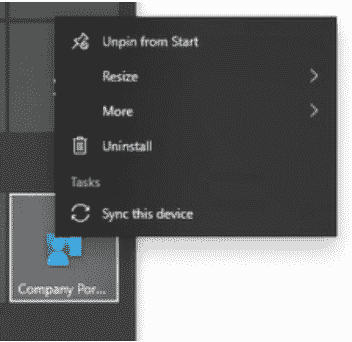 Unpin from Start
Resize
More
Uninstall
Tasks
Sync this device
Company Por...